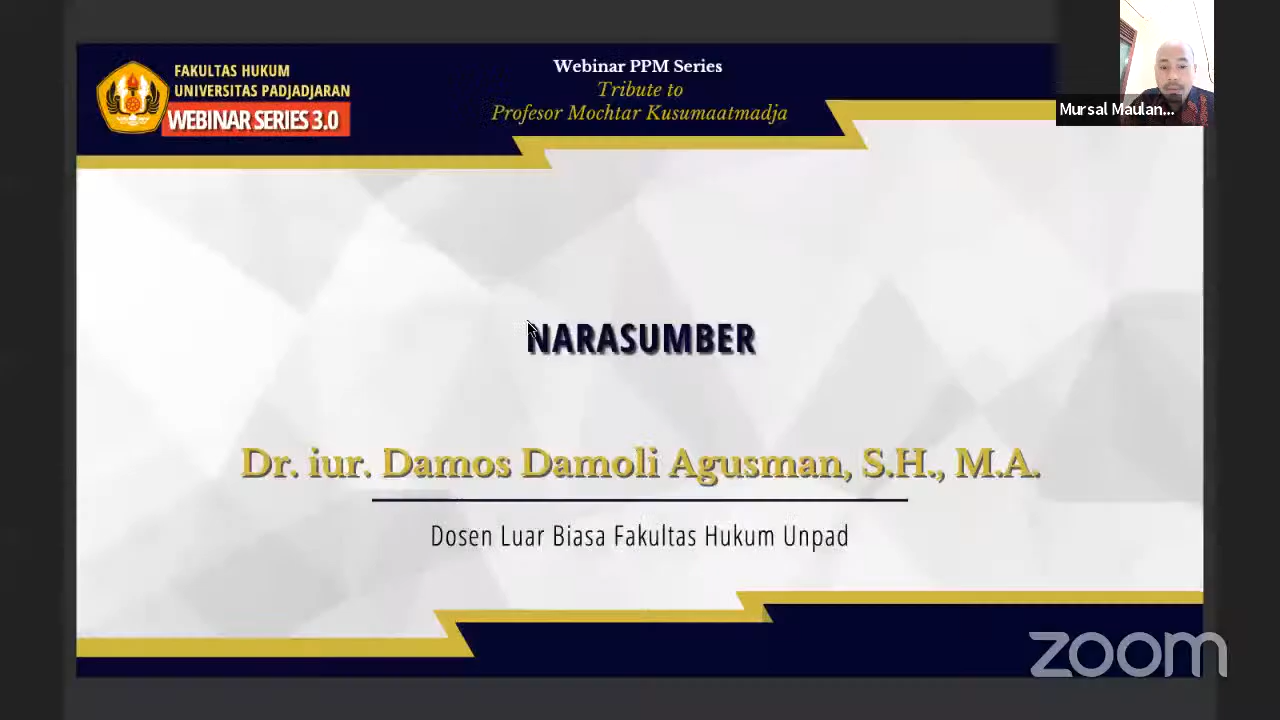 FAKULTAS HUKUM
UNIVERSITAS PADJADJARAN
WEBINAR SERIES 3.0
Webinar PPM Series
Tribute to
Profesor Mochtar Kusumaatmadja
Mursal Maulan...
NARASUMBER
Dr. iur. Damos Damoli Agusman, S.H., M.A.
Dosen Luar Biasa Fakultas Hukum Unpad
zoom